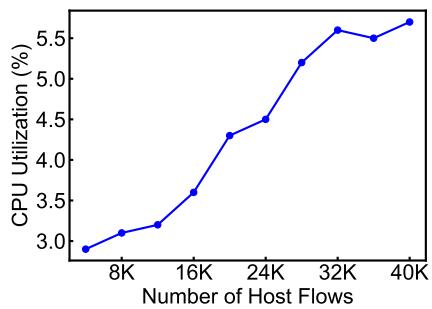 CPU Utilization (%)
5.5
5.0
4.5
4.0
3.5
3.0
8K 16K 24K 32K 40K
Number of Host Flows